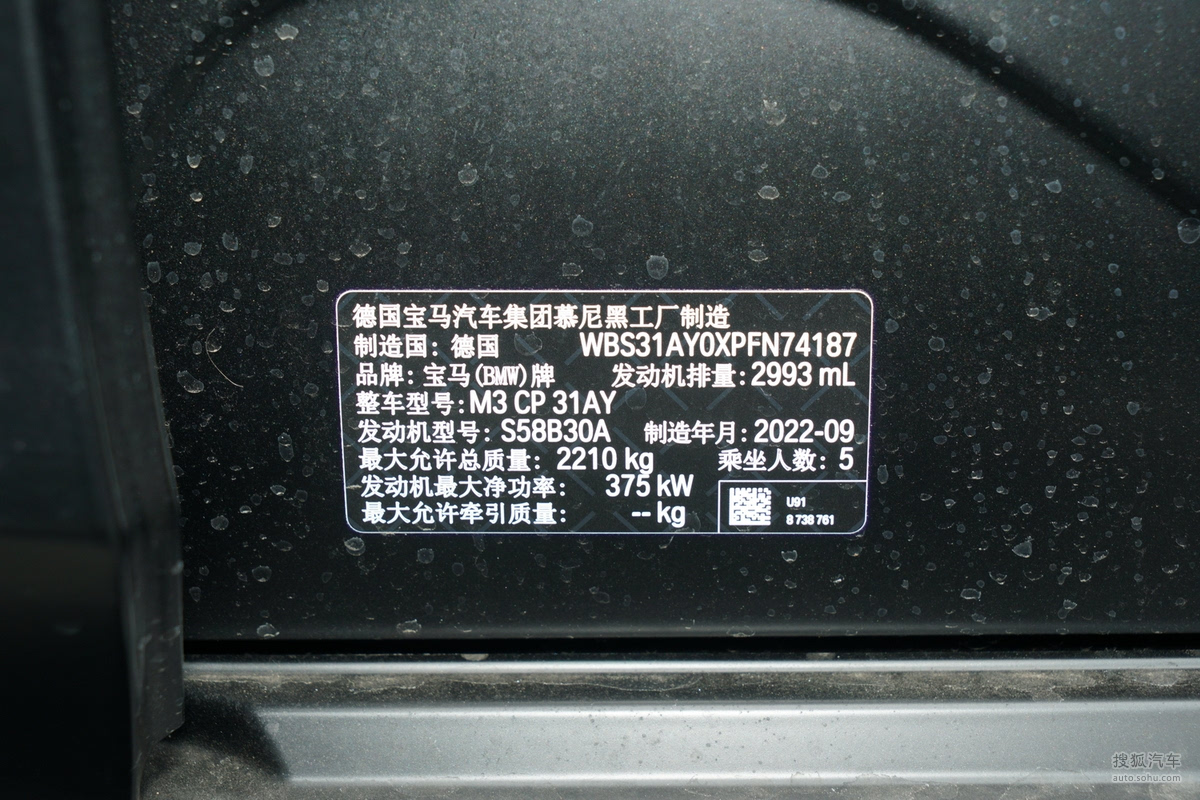 德国宝马汽车集团慕尼黑工厂制造
制造国：德国 WBS31AY0XPFN74187
品牌：宝马(BMW)牌 发动机排量：2993 mL
整车型号：M3 CP 31AY
发动机型号：S58B30A 制造年月：2022-09
最大允许总质量：2210 kg 乘坐人数：5
发动机最大净功率：375 kW
最大允许牵引质量：-- kg
U91
8 738 761
搜狐汽车
auto.sohu.com